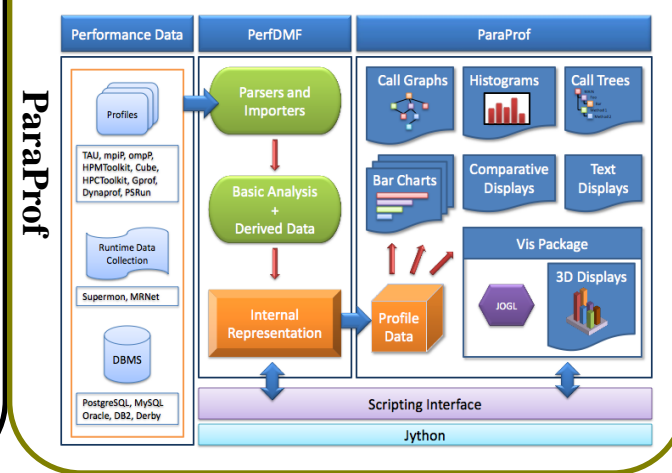 ParaProf
Performance Data
PerfDMF
ParaProf
Profiles
TAU, mpiP, ompP,
HPMToolkit, Cube,
HPCToolkit, Gprof,
Dynaprof, PSRun
Runtime Data
Collection
Supermon, MRNet
DBMS
PostgreSQL, MySQL
Oracle, DB2, Derby
Parsers and
Importers
Basic Analysis
+
Derived Data
Internal
Representation
Call Graphs
Histograms
Call Trees
Bar Charts
Comparative
Displays
Text
Displays
Profile
Data
Vis Package
JOGL
3D Displays
Scripting Interface
Jython